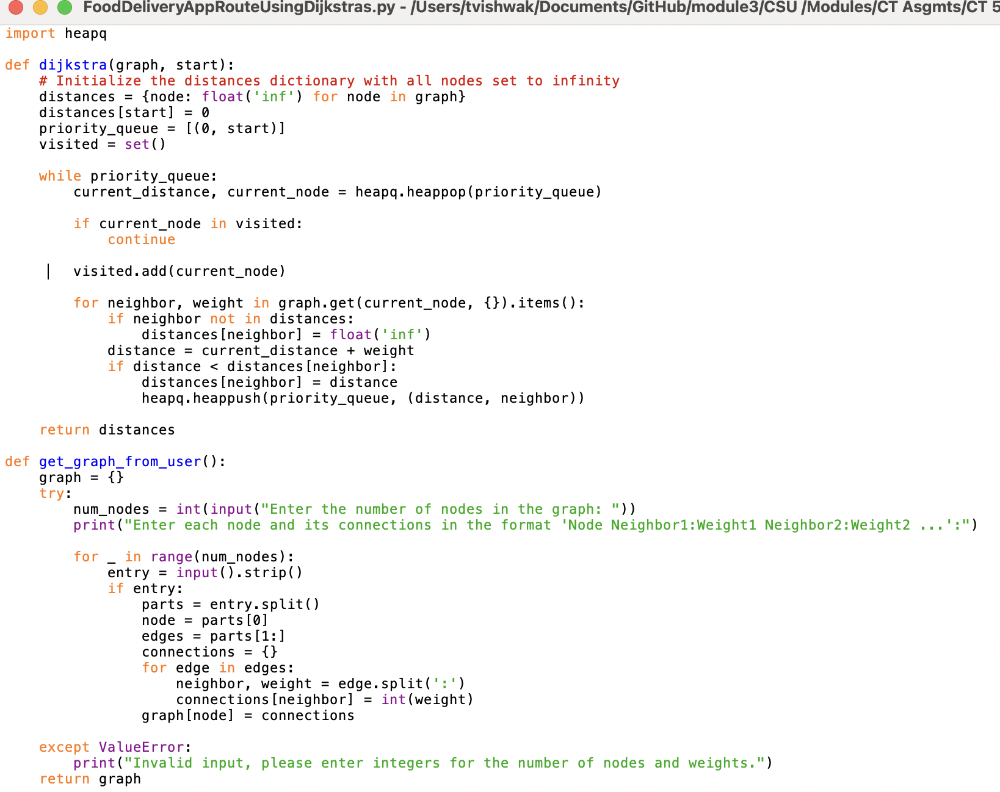 FoodDeliveryAppRouteUsingDijkstras.py - /Users/tvishwak/Documents/GitHub/module3/CSU /Modules/CT Asgmts/CT 5
import heapq
def dijkstra(graph, start):
    # Initialize the distances dictionary with all nodes set to infinity
    distances = {node: float('inf') for node in graph}
    distances[start] = 0
    priority_queue = [(0, start)]
    visited = set()
    while priority_queue:
        current_distance, current_node = heapq.heappop(priority_queue)
        if current_node in visited:
            continue
        visited.add(current_node)
        for neighbor, weight in graph.get(current_node, {}).items():
            if neighbor not in distances:
                distances[neighbor] = float('inf')
            distance = current_distance + weight
            if distance < distances[neighbor]:
                distances[neighbor] = distance
                heapq.heappush(priority_queue, (distance, neighbor))
    return distances
def get_graph_from_user():
    graph = {}
    try:
        num_nodes = int(input("Enter the number of nodes in the graph: "))
        print("Enter each node and its connections in the format 'Node Neighbor1:Weight1 Neighbor2:Weight2 ...':")
        for _ in range(num_nodes):
            entry = input().strip()
            if entry:
                parts = entry.split()
                node = parts[0]
                edges = parts[1:]
                connections = {}
                for edge in edges:
                    neighbor, weight = edge.split(':')
                    connections[neighbor] = int(weight)
                graph[node] = connections
    except ValueError:
        print("Invalid input, please enter integers for the number of nodes and weights.")
    return graph